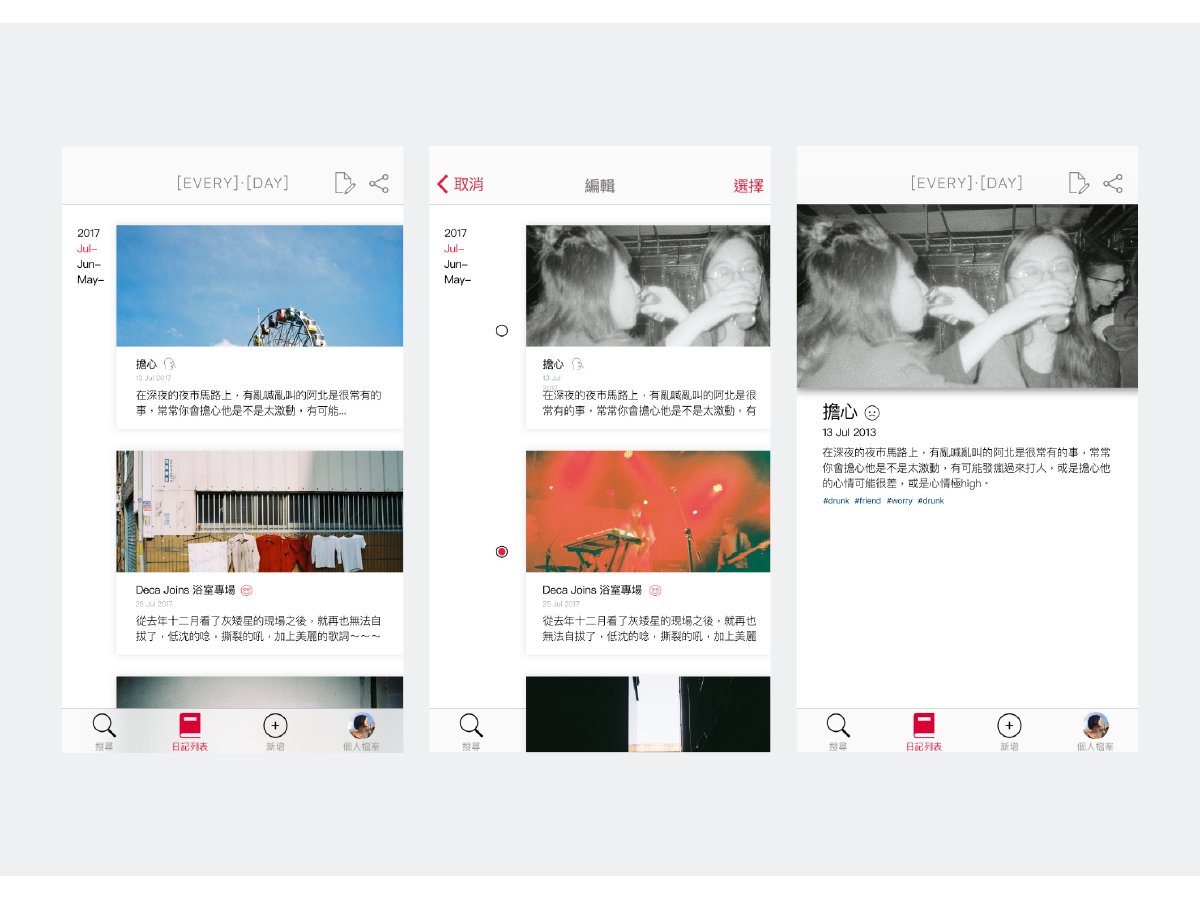 [EVERY]·[DAY]
2017
Jul–
Jun–
May–
擔心
13 Jul 2017
在深夜的夜市馬路上，有亂喊亂叫的阿北是很常有的
事，常常你會擔心他是不是太激動，有可能...
Deca Joins 浴室專場
25 Jul 2017
從去年十二月看了灰矮星的現場之後，就再也無法自
拔了，低沈的唸，撕裂的吼，加上美麗的歌詞～～～
搜尋
日記列表
新增
個人檔案
取消
編輯
選擇
2017
Jul–
Jun–
May–
擔心
13 Jul
2017
在深夜的夜市馬路上，有亂喊亂叫的阿北是很
常有的事，常常你會擔心他是不是太激動，有
Deca Joins 浴室專場
25 Jul 2017
從去年十二月看了灰矮星的現場之後，就再也
無法自拔了，低沈的唸，撕裂的吼，加上美麗
搜尋
[EVERY]·[DAY]
擔心
13 Jul 2013
在深夜的夜市馬路上，有亂喊亂叫的阿北是很常有的事，常常
你會擔心他是不是太激動，有可能發瘋過來打人，或是擔心他
的心情可能很差，或是心情極high。
#drunk #friend #worry #drunk
搜尋
日記列表
新增
個人檔案